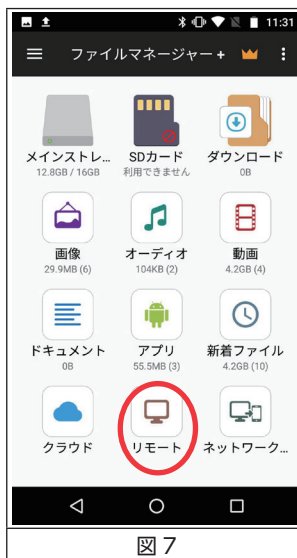 11:31
ファイルマネージャー +
メインストレ... SDカード ダウンロード
12.8GB / 16GB 利用できません 0B
画像 オーディオ 動画
29.9MB (6) 104KB (2) 4.2GB (4)
ドキュメント アプリ 新着ファイル
0B 55.5MB (3) 4.2GB (10)
クラウド リモート ネットワーク...
図 7